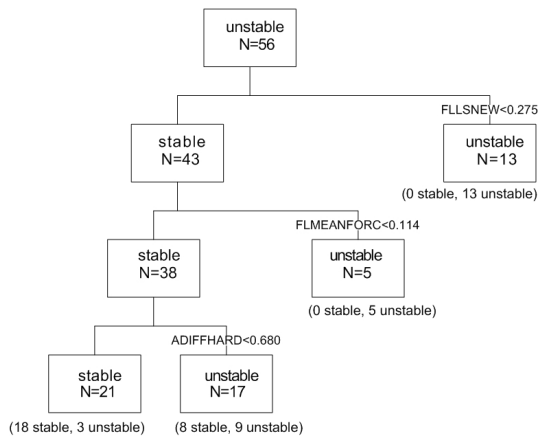 unstable
N=56
FLLSNEW<0.275
stable
N=43
unstable
N=13
(0 stable, 13 unstable)
FLMEANFORC<0.114
stable
N=38
unstable
N=5
(0 stable, 5 unstable)
ADIFFHARD<0.680
stable
N=21
unstable
N=17
(18 stable, 3 unstable)
(8 stable, 9 unstable)